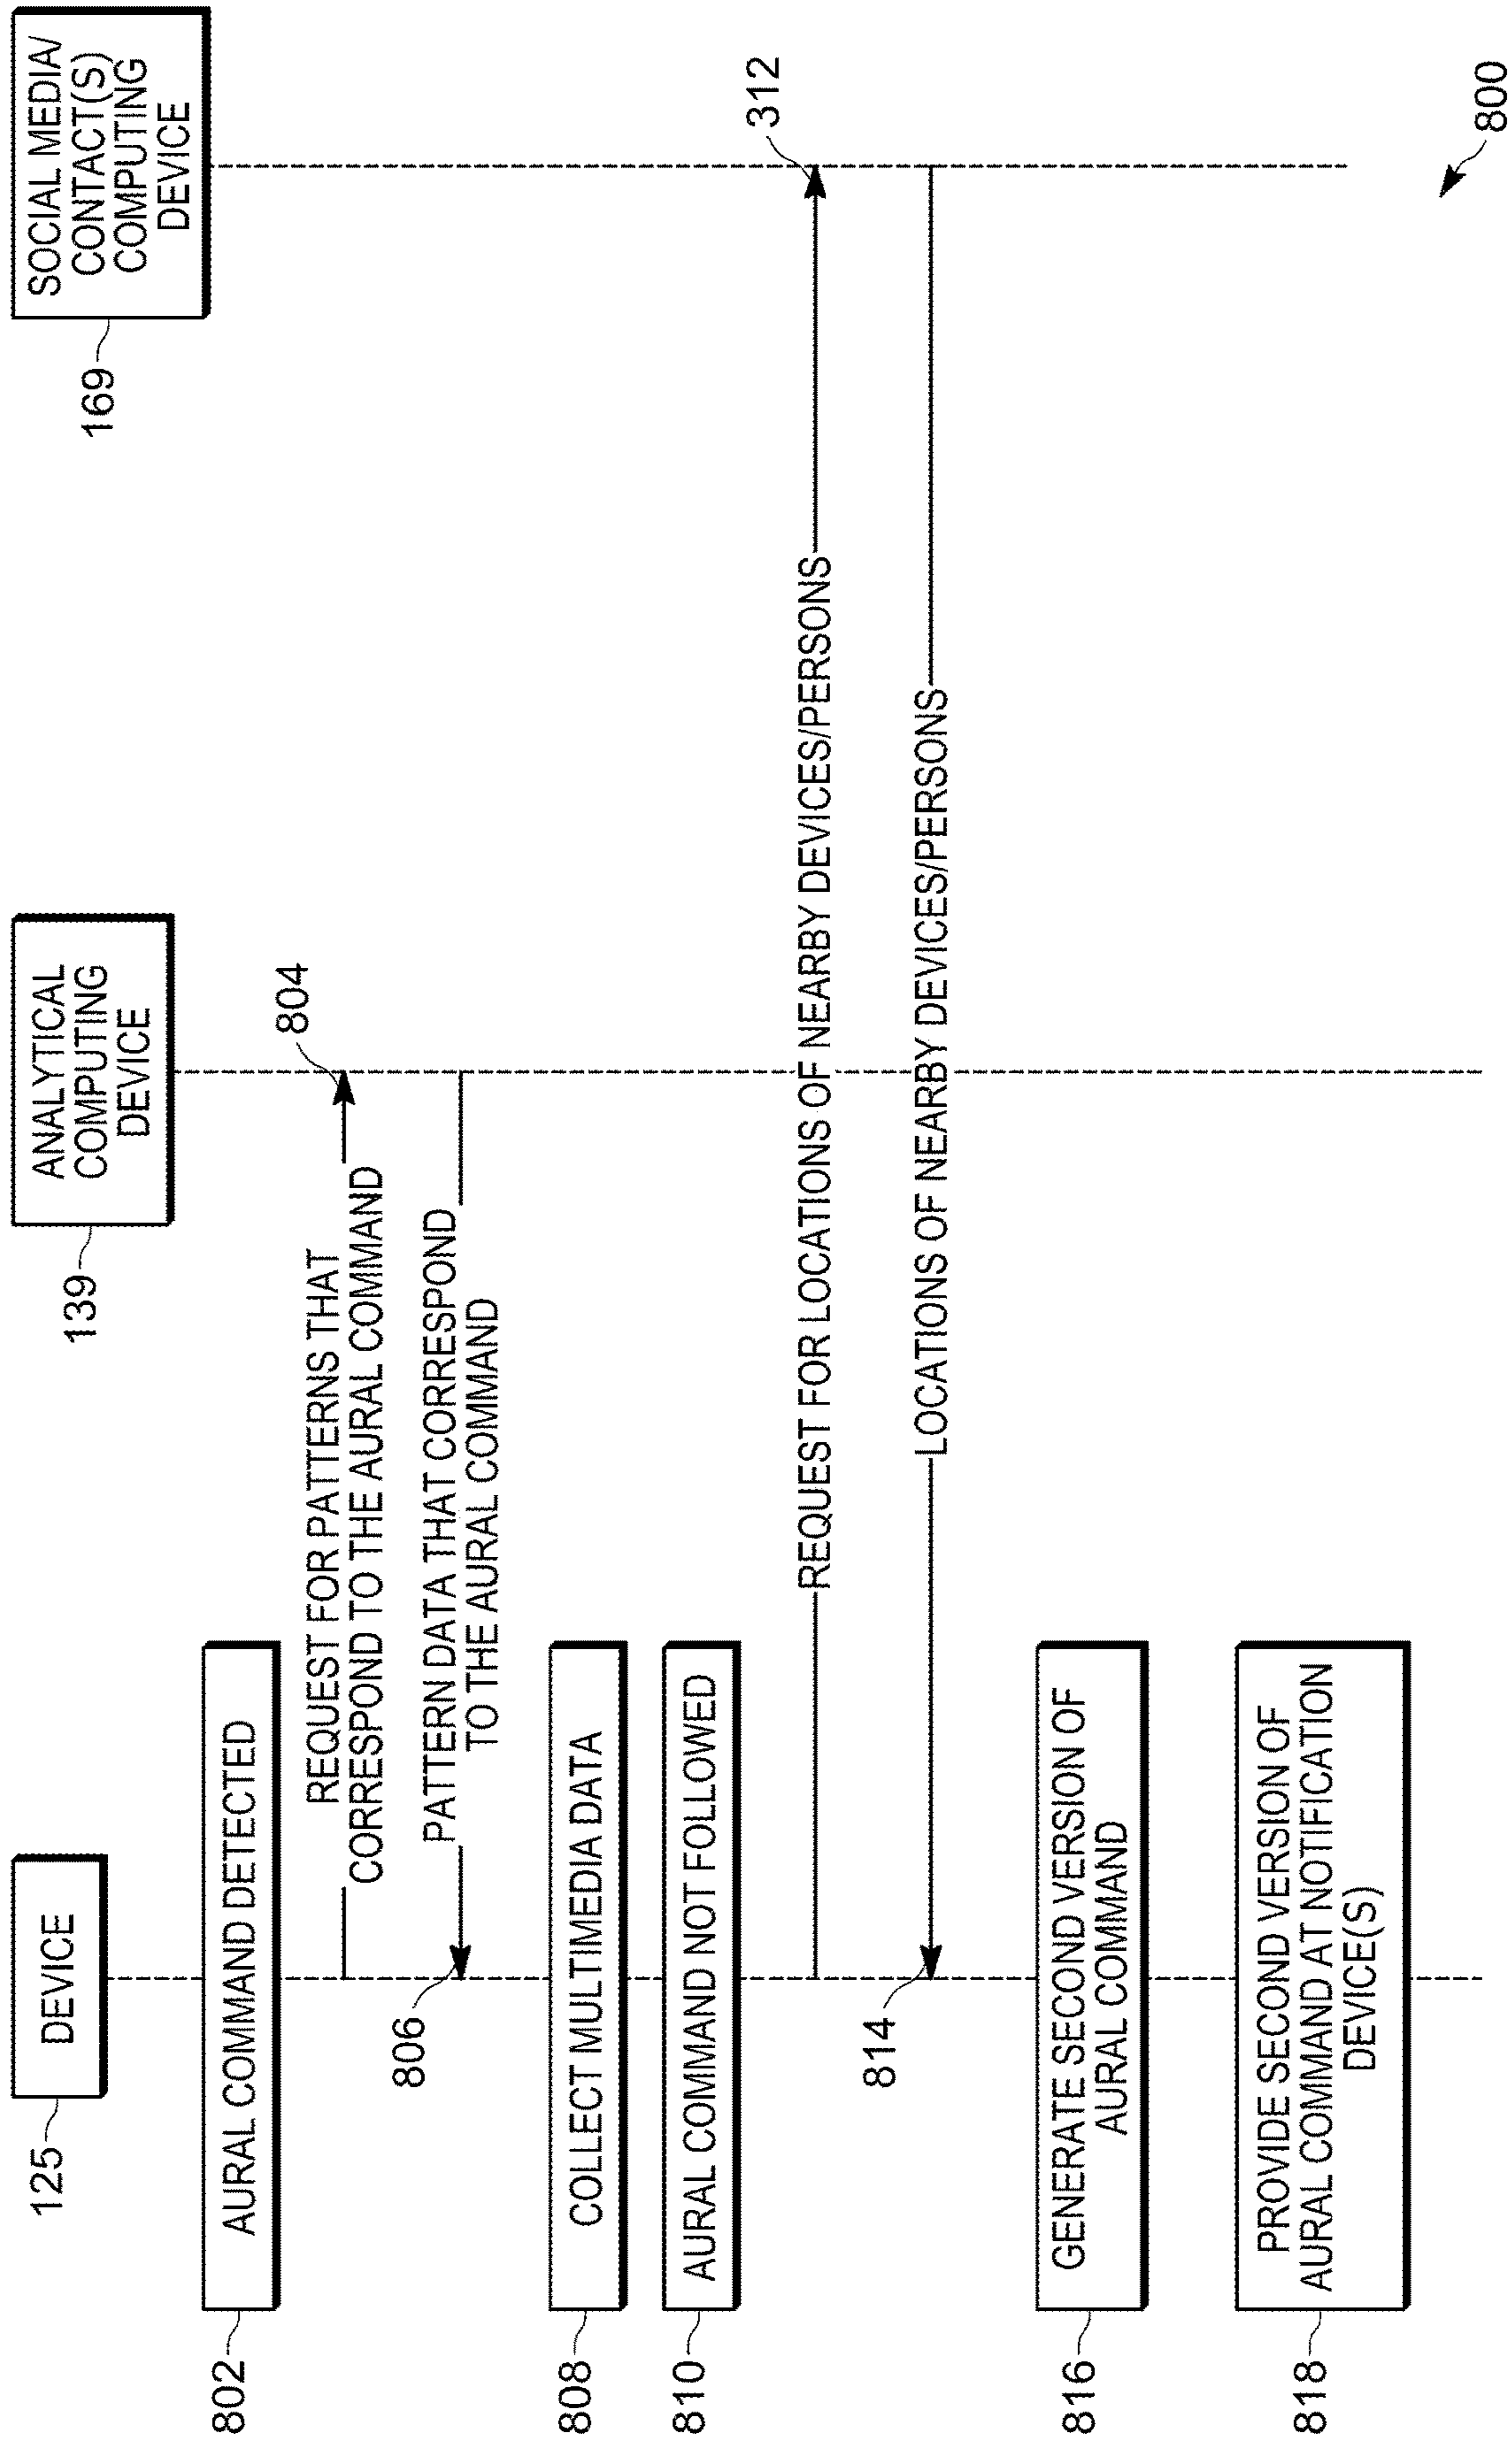 125
DEVICE
139
ANALYTICAL
COMPUTING
DEVICE
169
SOCIAL MEDIA/
CONTACT(S)
COMPUTING
DEVICE
802
AURAL COMMAND DETECTED
804
REQUEST FOR PATTERNS THAT
CORRESPOND TO THE AURAL COMMAND
806
PATTERN DATA THAT CORRESPOND
TO THE AURAL COMMAND
808
COLLECT MULTIMEDIA DATA
810
AURAL COMMAND NOT FOLLOWED
312
REQUEST FOR LOCATIONS OF NEARBY DEVICES/PERSONS
814
LOCATIONS OF NEARBY DEVICES/PERSONS
816
GENERATE SECOND VERSION OF
AURAL COMMAND
818
PROVIDE SECOND VERSION OF
AURAL COMMAND AT NOTIFICATION
DEVICE(S)
800